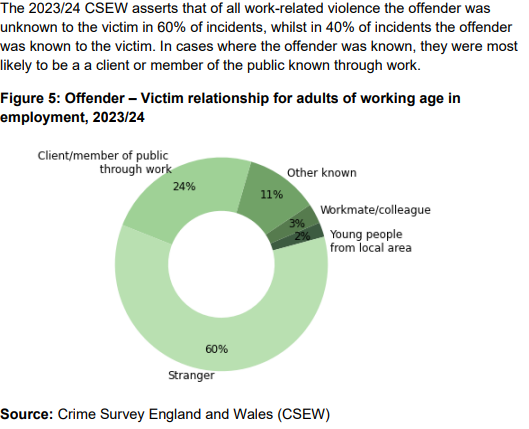 The 2023/24 CSEW asserts that of all work-related violence the offender was
unknown to the victim in 60% of incidents, whilst in 40% of incidents the offender
was known to the victim. In cases where the offender was known, they were most
likely to be a a client or member of the public known through work.
Figure 5: Offender – Victim relationship for adults of working age in
employment, 2023/24
Client/member of public
through work
24%
Other known
11%
Workmate/colleague
3%
Young people
from local area
2%
60%
Stranger
Source: Crime Survey England and Wales (CSEW)